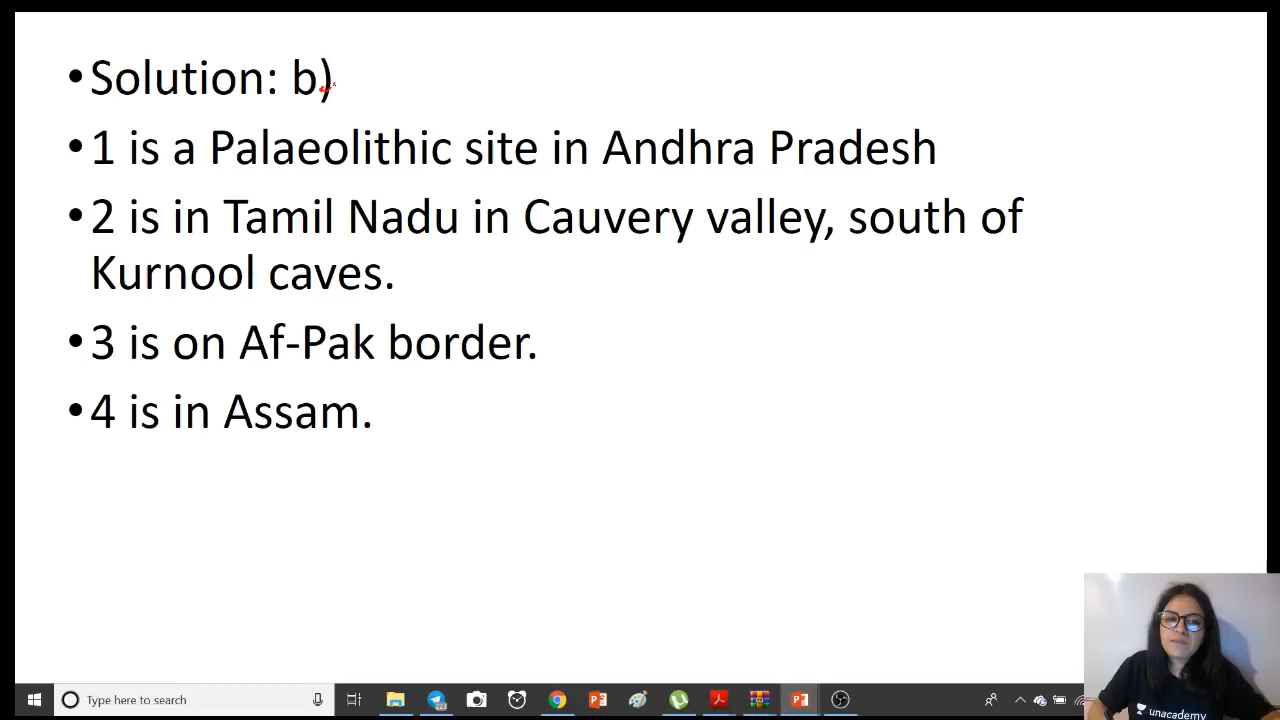 • Solution: b)
• 1 is a Palaeolithic site in Andhra Pradesh
• 2 is in Tamil Nadu in Cauvery valley, south of
Kurnool caves.
• 3 is on Af-Pak border.
• 4 is in Assam.
Type here to search
unacademy